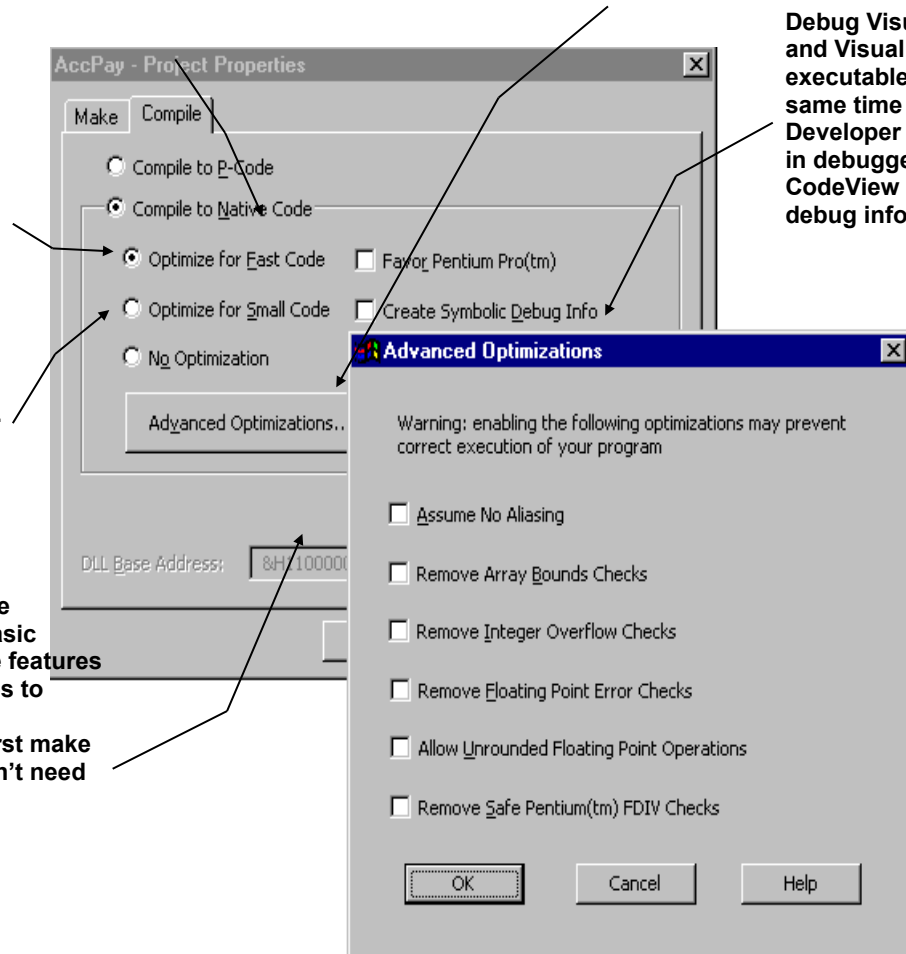 Debug
and Visual
executable
same time
Developer
in debugge
CodeView
debug info
AccPay - Project Properties
Make Compile
Compile to P-Code
Compile to Native Code
Optimize for Fast Code
Favor Pentium Pro(tm)
Optimize for Small Code
Create Symbolic Debug Info
No Optimization
Advanced Optimizations..
DLL Base Address:
Advanced Optimizations
Warning: enabling the following optimizations may prevent
correct execution of your program
Assume No Aliasing
Remove Array Bounds Checks
Remove Integer Overflow Checks
Remove Floating Point Error Checks
Allow Unrounded Floating Point Operations
Remove Safe Pentium(tm) FDIV Checks
OK
Cancel
Help
features
s to
rst make
n't need